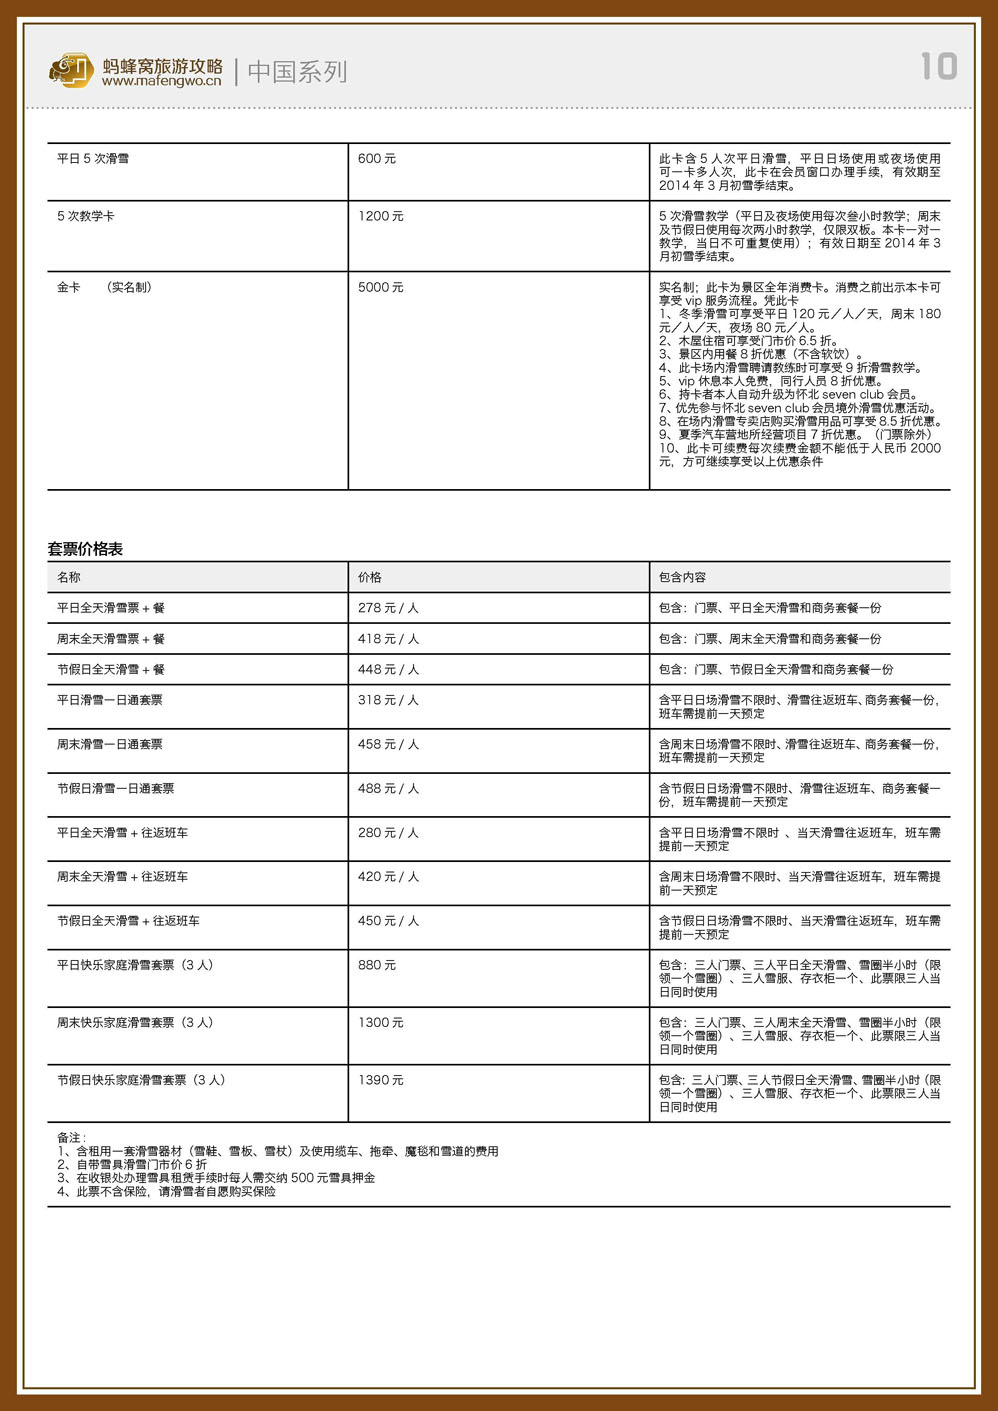 蚂蜂窝旅游攻略
www.mafengwo.cn
中国系列
10
平日 5 次滑雪
600 元
此卡含 5 人次平日滑雪，平日日场使用或夜场使用
可一卡多人次，此卡在会员窗口办理手续，有效期至
2014 年 3 月初雪季结束。
5 次教学卡
1200 元
5 次滑雪教学（平日及夜场使用每次叁小时教学；周末
及节假日使用每次两小时教学，仅限双板。本卡一对一
教学，当日不可重复使用）；有效日期至 2014 年 3
月初雪季结束。
金卡　（实名制）
5000 元
实名制；此卡为景区全年消费卡。消费之前出示本卡可
享受 vip 服务流程。凭此卡
1、冬季滑雪可享受平日 120 元／人／天，周末 180
元／人／天，夜场 80 元／人。
2、木屋住宿可享受门市价 6.5 折。
3、景区内用餐 8 折优惠（不含软饮）。
4、此卡场内滑雪聘请教练时可享受 9 折滑雪教学。
5、vip 休息本人免费，同行人员 8 折优惠。
6、持卡者本人自动升级为怀北 seven club 会员。
7、优先参与怀北 seven club 会员境外滑雪优惠活动。
8、在场内滑雪专卖店购买滑雪用品可享受 8.5 折优惠。
9、夏季汽车营地所经营项目 7 折优惠。（门票除外）
10、此卡可续费每次续费金额不能低于人民币 2000
元，方可继续享受以上优惠条件
套票价格表
名称
价格
包含内容
平日全天滑雪票 + 餐
278 元 / 人
包含：门票、平日全天滑雪和商务套餐一份
周末全天滑雪票 + 餐
418 元 / 人
包含：门票、周末全天滑雪和商务套餐一份
节假日全天滑雪 + 餐
448 元 / 人
包含：门票、节假日全天滑雪和商务套餐一份
平日滑雪一日通套票
318 元 / 人
含平日日场滑雪不限时、滑雪往返班车、商务套餐一份，
班车需提前一天预定
周末滑雪一日通套票
458 元 / 人
含周末日场滑雪不限时、滑雪往返班车、商务套餐一份，
班车需提前一天预定
节假日滑雪一日通套票
488 元 / 人
含节假日日场滑雪不限时、滑雪往返班车、商务套餐一
份，班车需提前一天预定
平日全天滑雪 + 往返班车
280 元 / 人
含平日日场滑雪不限时 、当天滑雪往返班车，班车需
提前一天预定
周末全天滑雪 + 往返班车
420 元 / 人
含周末日场滑雪不限时、当天滑雪往返班车，班车需提
前一天预定
节假日全天滑雪 + 往返班车
450 元 / 人
含节假日日场滑雪不限时、当天滑雪往返班车，班车需
提前一天预定
平日快乐家庭滑雪套票（3 人）
880 元
包含：三人门票、三人平日全天滑雪、雪圈半小时（限
领一个雪圈）、三人雪服、存衣柜一个、此票限三人当
日同时使用
周末快乐家庭滑雪套票（3 人）
1300 元
包含：三人门票、三人周末全天滑雪、雪圈半小时（限
领一个雪圈）、三人雪服、存衣柜一个、此票限三人当
日同时使用
节假日快乐家庭滑雪套票（3 人）
1390 元
包含：三人门票、三人节假日全天滑雪、雪圈半小时（限
领一个雪圈）、三人雪服、存衣柜一个、此票限三人当
日同时使用
备注：
1、含租用一套滑雪器材（雪鞋、雪板、雪杖）及使用缆车、拖牵、魔毯和雪道的费用
2、自带雪具滑雪门市价 6 折
3、在收银处办理雪具租赁手续时每人需交纳 500 元雪具押金
4、此票不含保险，请滑雪者自愿购买保险